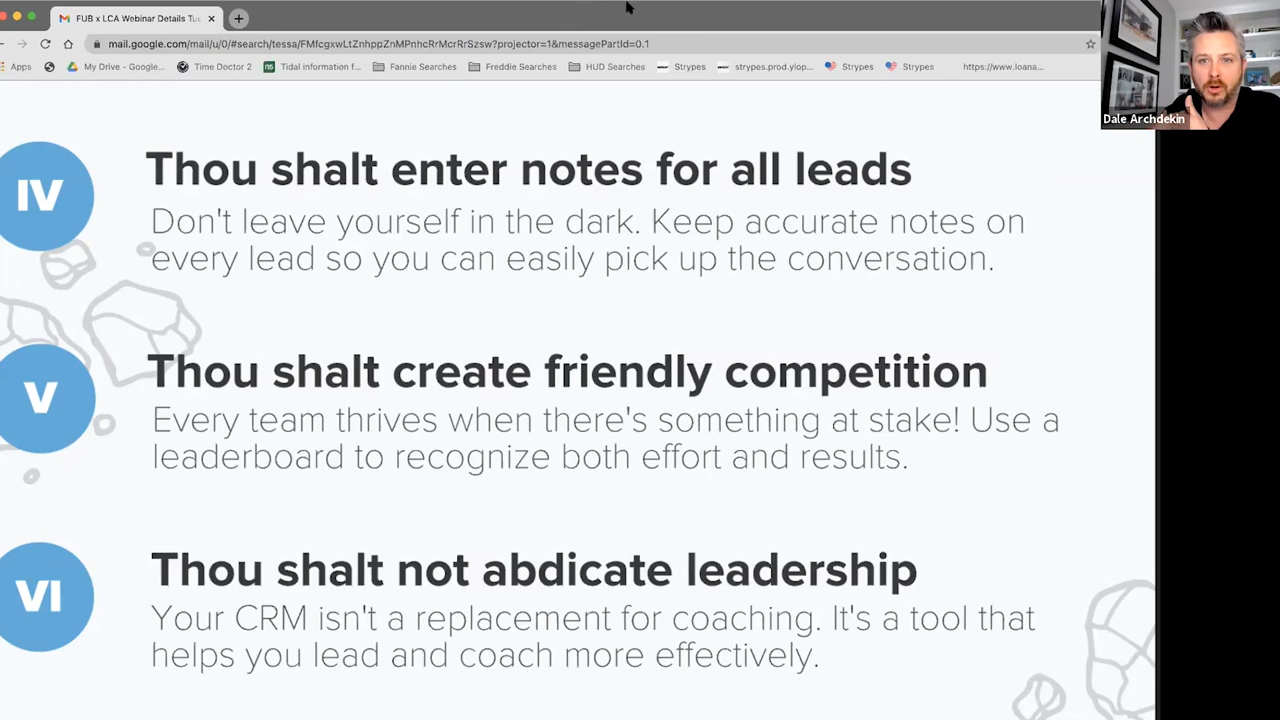 FUB x LCA Webinar Details Tue
mail.google.com/mail/u/0/#search/tessa/FMfcgxwLtZnhppZnMPnhcRrMcrRrSzsw?projector=1&messagePartId=0.1
Apps My Drive - Google... Time Doctor 2 Tidal information f... Fannie Searches Freddie Searches HUD Searches Strypes strypes.prod.yiop... Strypes Strypes https://www.loana...
Dale Archdekin
IV
Thou shalt enter notes for all leads
Don't leave yourself in the dark. Keep accurate notes on
every lead so you can easily pick up the conversation.
V
Thou shalt create friendly competition
Every team thrives when there's something at stake! Use a
leaderboard to recognize both effort and results.
VI
Thou shalt not abdicate leadership
Your CRM isn't a replacement for coaching. It's a tool that
helps you lead and coach more effectively.